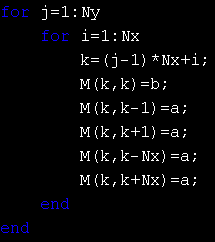 for j=1:Ny
for i=1:Nx
k=(j-1)*Nx+i;
M(k,k)=b;
M(k,k-1)=a;
M(k,k+1)=a;
M(k,k-Nx)=a;
M(k,k+Nx)=a;
end
end